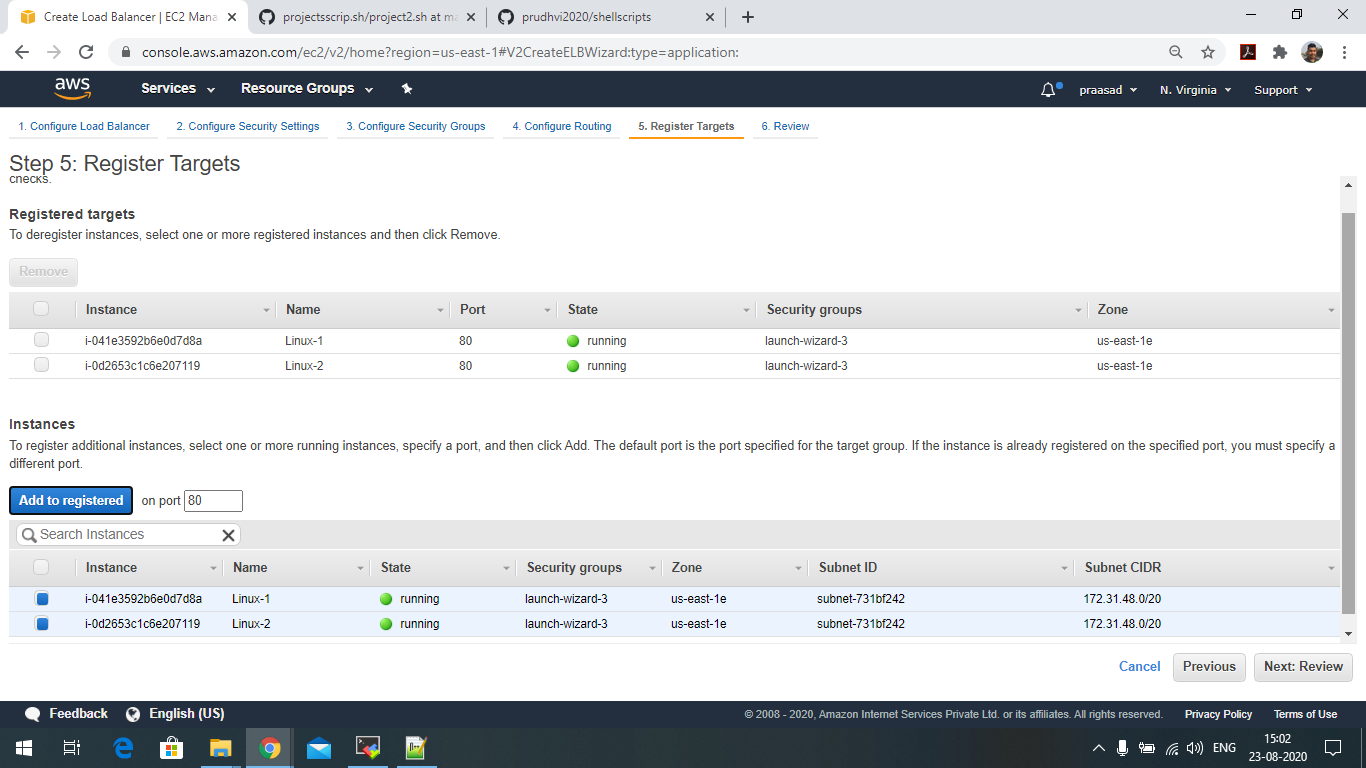 Create Load Balancer | EC2 Mana
projectsscrip.sh/project2.sh at ma
prudhvi2020/shellscripts
console.aws.amazon.com/ec2/v2/home?region=us-east-1#V2CreateELBWizard:type=application:
aws
Services
Resource Groups
praasad
N. Virginia
Support
1. Configure Load Balancer
2. Configure Security Settings
3. Configure Security Groups
4. Configure Routing
5. Register Targets
6. Review
Step 5: Register Targets
checks.
Registered targets
To deregister instances, select one or more registered instances and then click Remove.
Remove
Instance Name Port State Security groups Zone
i-041e3592b6e0d7d8a Linux-1 80 running launch-wizard-3 us-east-1e
i-0d2653c1c6e207119 Linux-2 80 running launch-wizard-3 us-east-1e
Instances
To register additional instances, select one or more running instances, specify a port, and then click Add. The default port is the port specified for the target group. If the instance is already registered on the specified port, you must specify a
different port.
Add to registered on port 80
Search Instances
Instance Name State Security groups Zone Subnet ID Subnet CIDR
i-041e3592b6e0d7d8a Linux-1 running launch-wizard-3 us-east-1e subnet-731bf242 172.31.48.0/20
i-0d2653c1c6e207119 Linux-2 running launch-wizard-3 us-east-1e subnet-731bf242 172.31.48.0/20
Cancel Previous Next: Review
Feedback English (US) © 2008 - 2020, Amazon Internet Services Private Ltd. or its affiliates. All rights reserved. Privacy Policy Terms of Use
ENG
15:02
23-08-2020